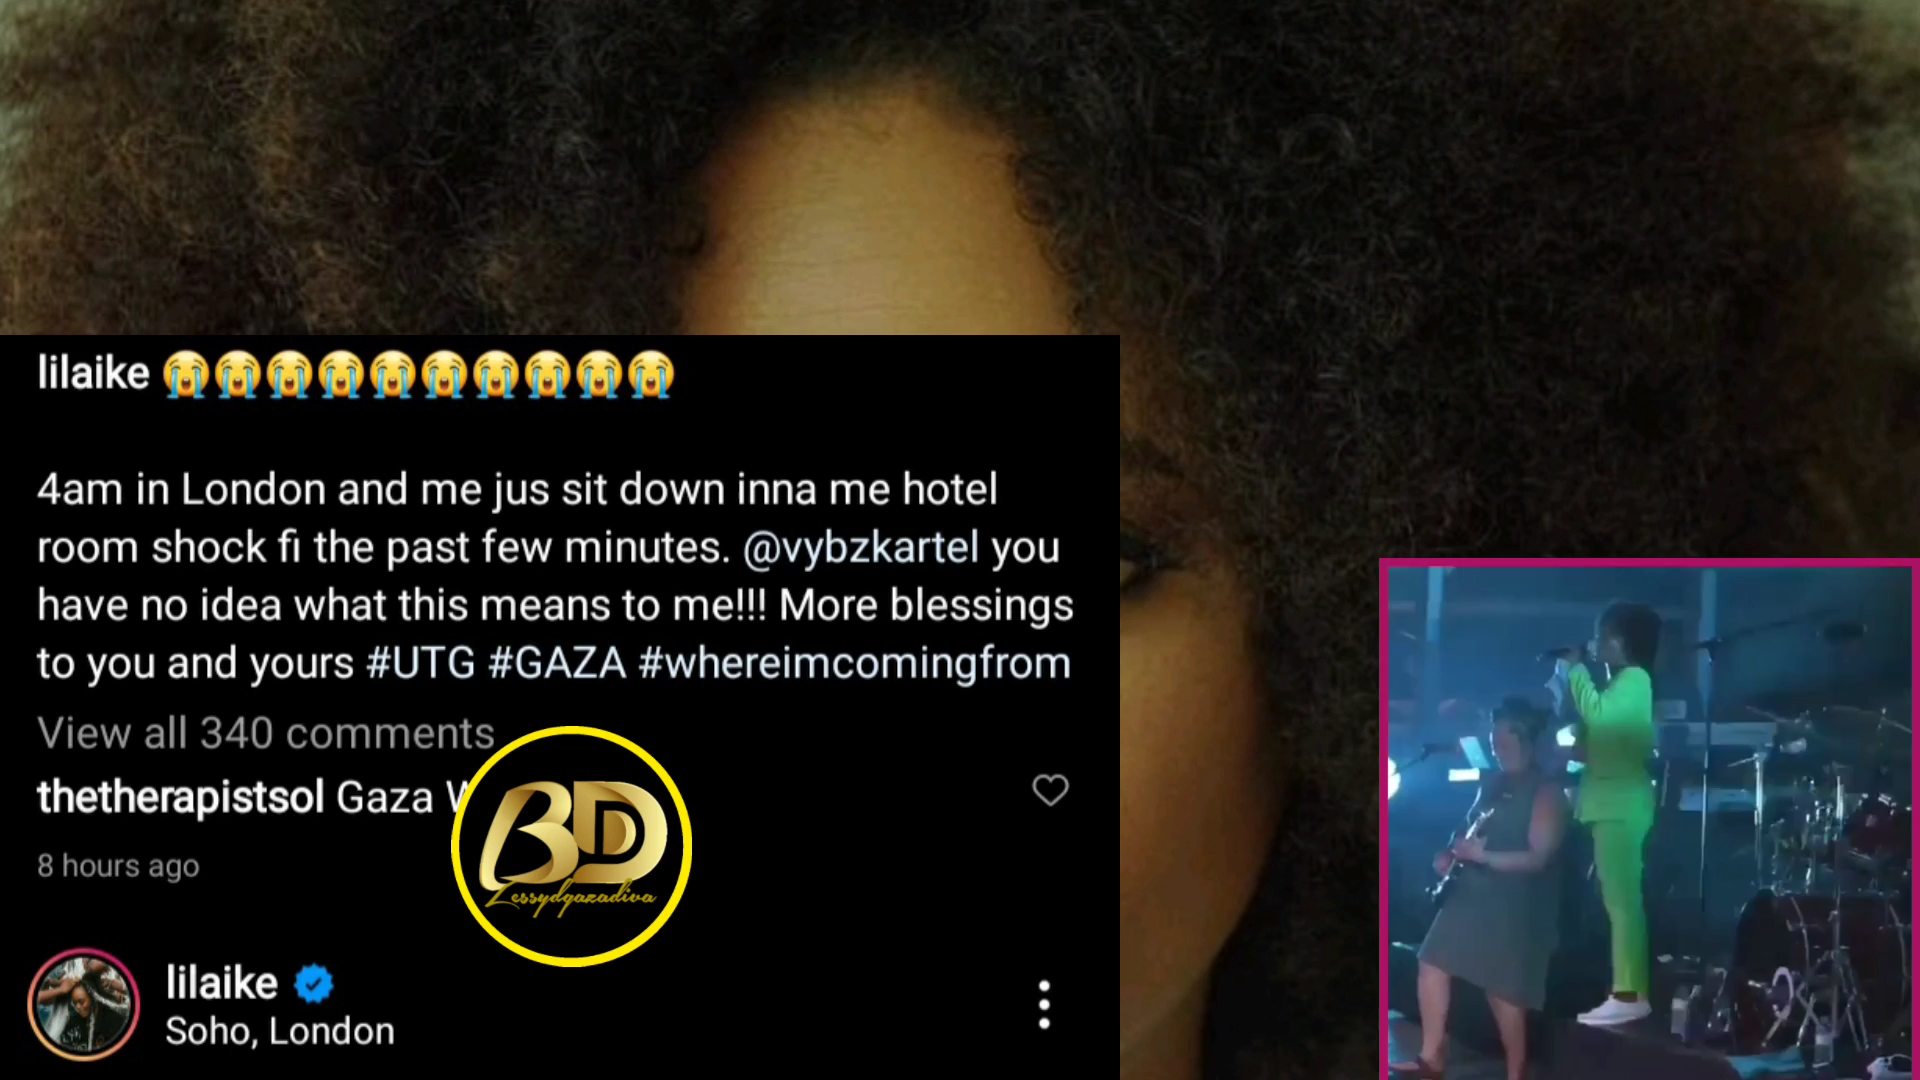 lilaike 😭😭😭😭😭😭😭😭😭😭
4am in London and me jus sit down inna me hotel
room shock fi the past few minutes. @vybzkartel you
have no idea what this means to me!!! More blessings
to you and yours #UTG #GAZA #whereimcomingfrom
View all 340 comments
thetherapistsol Gaza
BD
Lessydgazadiva
8 hours ago
lilaike
Soho, London